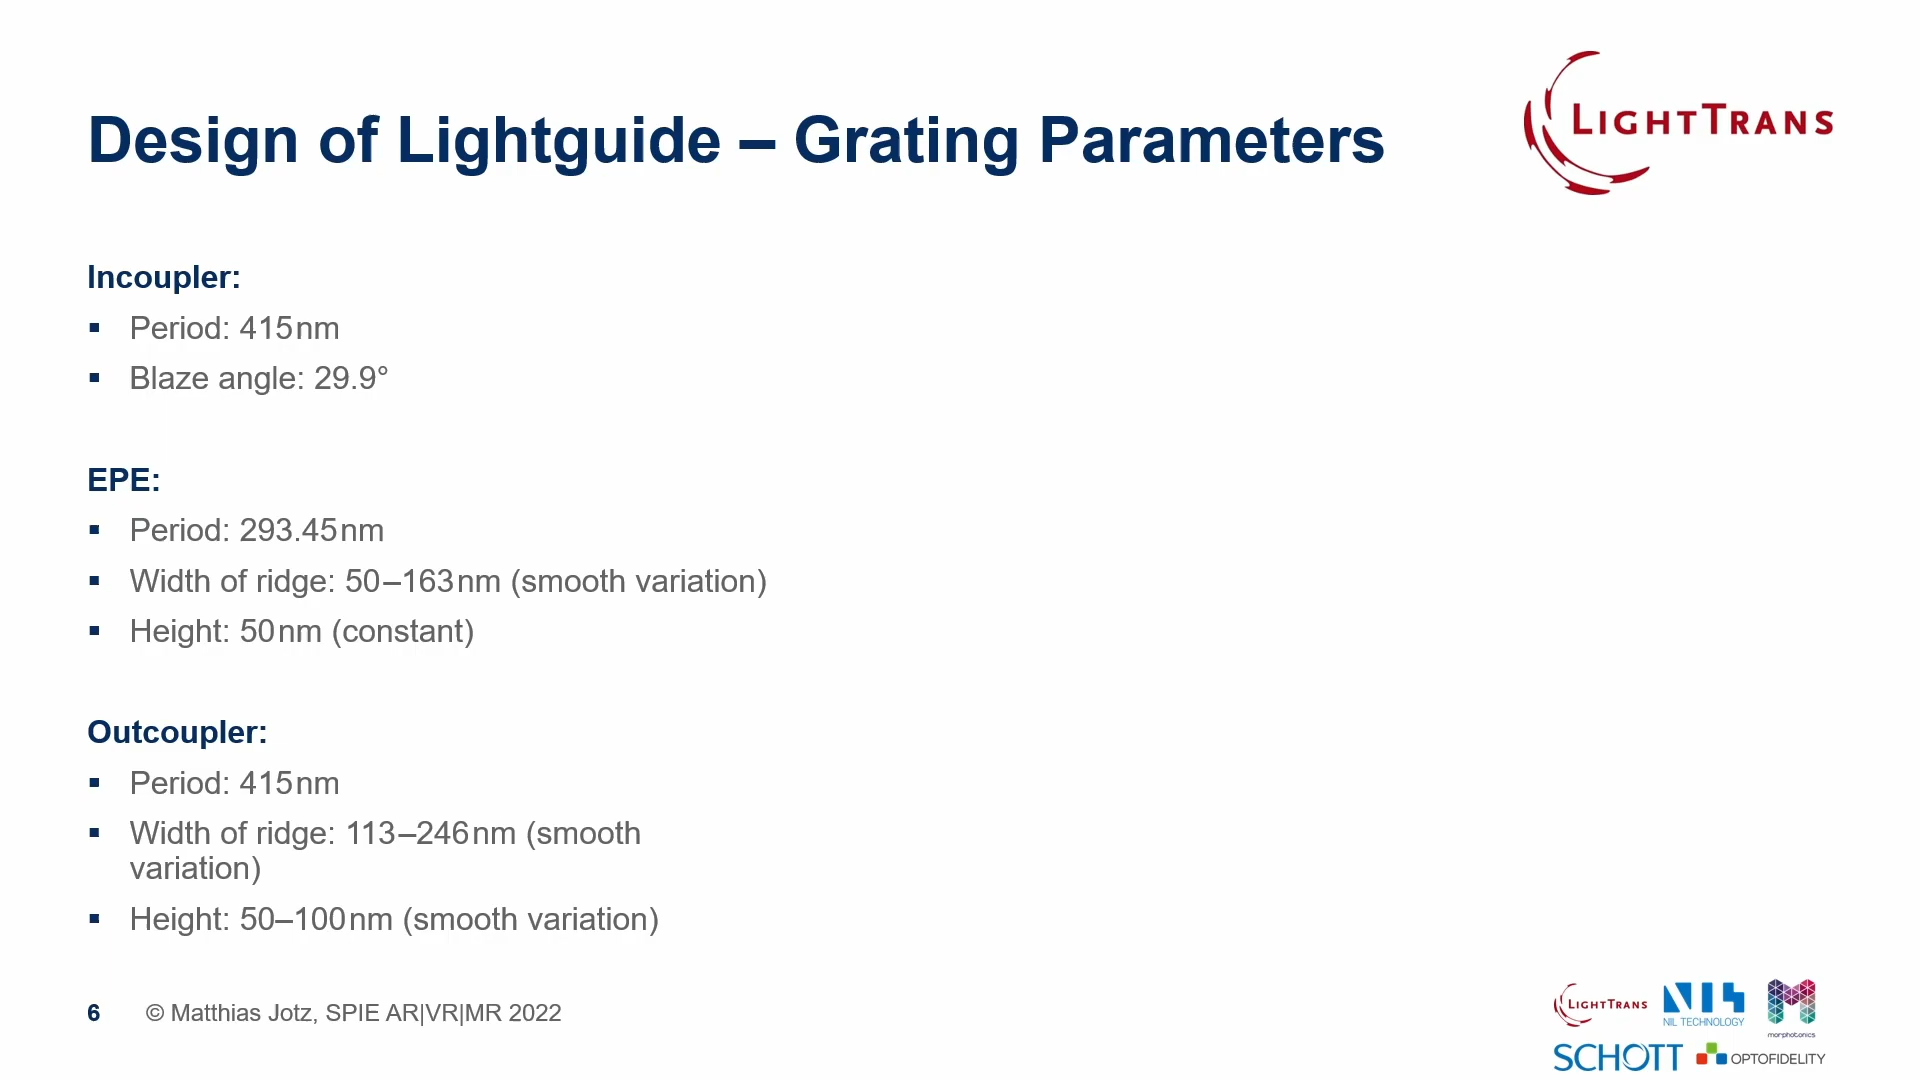 Design of Lightguide – Grating Parameters
LIGHTTRANS
Incoupler:
▪ Period: 415nm
▪ Blaze angle: 29.9°
EPE:
▪ Period: 293.45nm
▪ Width of ridge: 50–163nm (smooth variation)
▪ Height: 50nm (constant)
Outcoupler:
▪ Period: 415nm
▪ Width of ridge: 113–246nm (smooth
variation)
▪ Height: 50–100nm (smooth variation)
6 © Matthias Jotz, SPIE AR|VR|MR 2022
LIGHTTRANS
NIL TECHNOLOGY
morphotonics
SCHOTT
OPTOFIDELITY